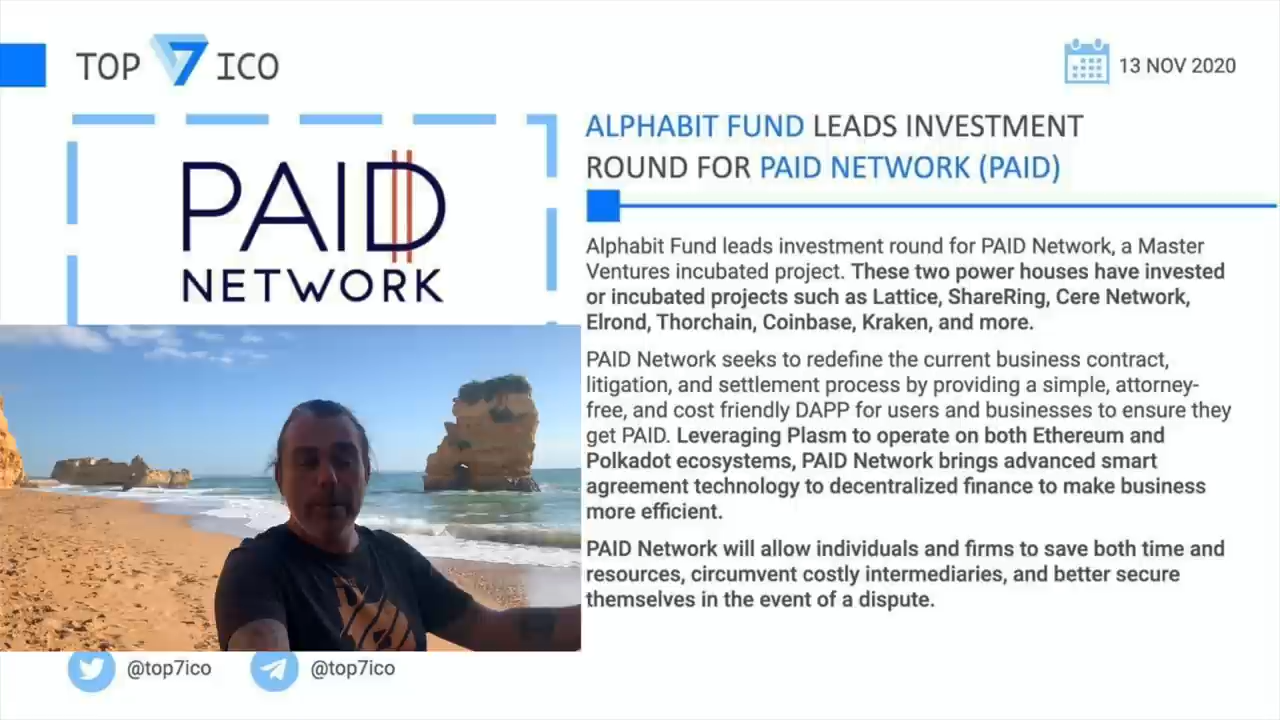 TOP 7 ICO
13 NOV 2020
PAID
NETWORK
ALPHABIT FUND LEADS INVESTMENT
ROUND FOR PAID NETWORK (PAID)
Alphabit Fund leads investment round for PAID Network, a Master
Ventures incubated project. These two power houses have invested
or incubated projects such as Lattice, ShareRing, Cere Network,
Elrond, Thorchain, Coinbase, Kraken, and more.
PAID Network seeks to redefine the current business contract,
litigation, and settlement process by providing a simple, attorney-
free, and cost friendly DAPP for users and businesses to ensure they
get PAID. Leveraging Plasm to operate on both Ethereum and
Polkadot ecosystems, PAID Network brings advanced smart
agreement technology to decentralized finance to make business
more efficient.
PAID Network will allow individuals and firms to save both time and
resources, circumvent costly intermediaries, and better secure
themselves in the event of a dispute.
@top7ico
@top7ico